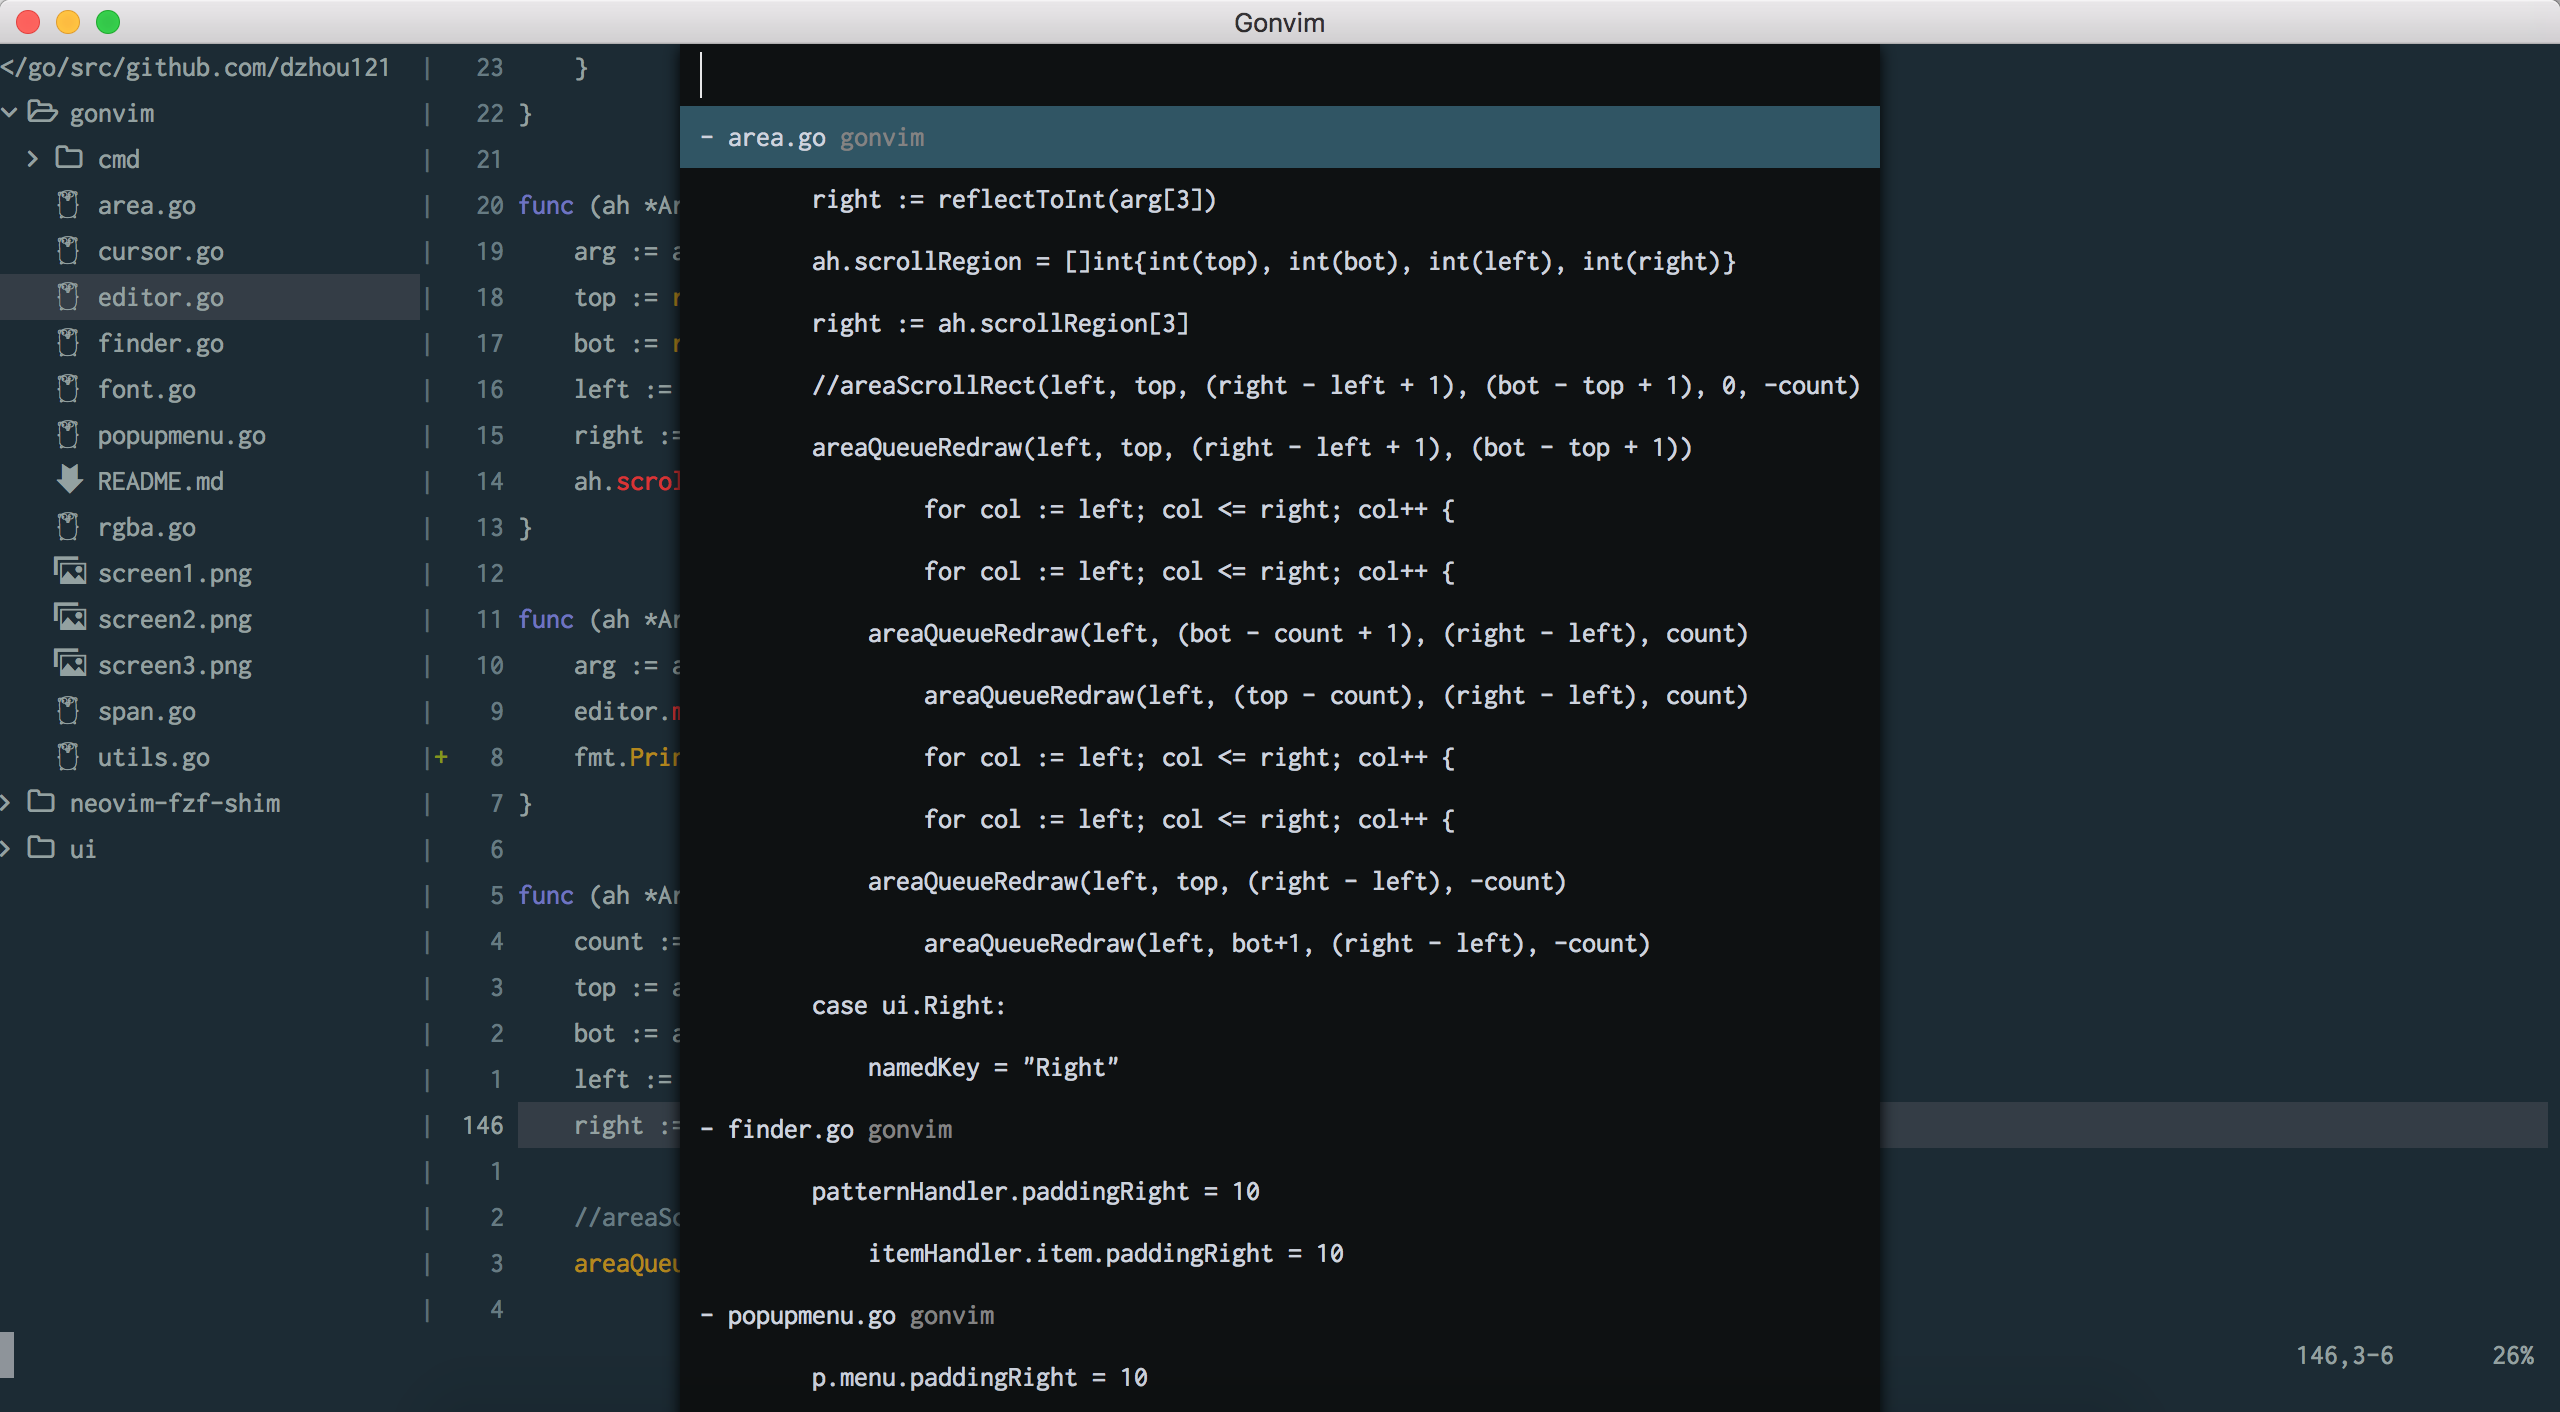 Gonvim
</go/src/github.com/dzhou121
gonvim
cmd
area.go
cursor.go
editor.go
finder.go
font.go
popupmenu.go
README.md
rgba.go
screen1.png
screen2.png
screen3.png
span.go
utils.go
neovim-fzf-shim
ui
| 23 }
| 22 }
| 21
| 20 func (ah *Ar
| 19 arg := a
| 18 top := r
| 17 bot := r
| 16 left :=
| 15 right :=
| 14 ah.scrol
| 13 }
| 12
| 11 func (ah *Ar
| 10 arg := a
| 9 editor.m
|+ 8 fmt.Prin
| 7 }
| 6
| 5 func (ah *Ar
| 4 count :=
| 3 top := a
| 2 bot := a
| 1 left :=
| 146 right :=
| 1
| 2 //areaSc
| 3 areaQueu
| 4
- area.go gonvim
right := reflectToInt(arg[3])
ah.scrollRegion = []int{int(top), int(bot), int(left), int(right)}
right := ah.scrollRegion[3]
//areaScrollRect(left, top, (right - left + 1), (bot - top + 1), 0, -count)
areaQueueRedraw(left, top, (right - left + 1), (bot - top + 1))
for col := left; col <= right; col++ {
for col := left; col <= right; col++ {
areaQueueRedraw(left, (bot - count + 1), (right - left), count)
areaQueueRedraw(left, (top - count), (right - left), count)
for col := left; col <= right; col++ {
for col := left; col <= right; col++ {
areaQueueRedraw(left, top, (right - left), -count)
areaQueueRedraw(left, bot+1, (right - left), -count)
case ui.Right:
namedKey = "Right"
- finder.go gonvim
patternHandler.paddingRight = 10
itemHandler.item.paddingRight = 10
- popupmenu.go gonvim
p.menu.paddingRight = 10
146,3-6 26%